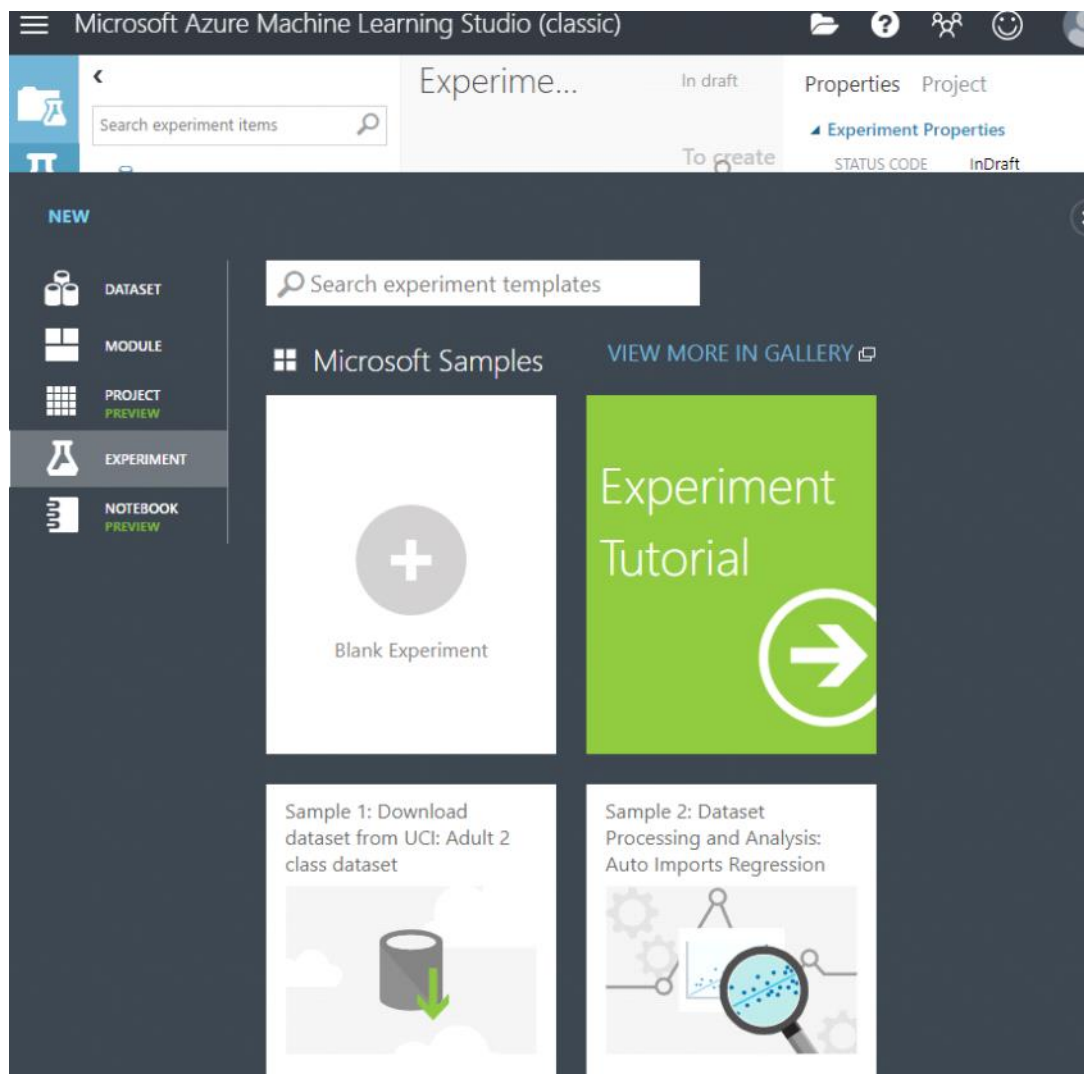 Microsoft Azure Machine Learning Studio (classic)
Search experiment items
Experime...
In draft
To create
Properties Project
Experiment Properties
STATUS CODE InDraft
NEW
DATASET
MODULE
PROJECT
PREVIEW
EXPERIMENT
NOTEBOOK
PREVIEW
Search experiment templates
Microsoft Samples
VIEW MORE IN GALLERY
Blank Experiment
Experiment
Tutorial
Sample 1: Download
dataset from UCI: Adult 2
class dataset
Sample 2: Dataset
Processing and Analysis:
Auto Imports Regression